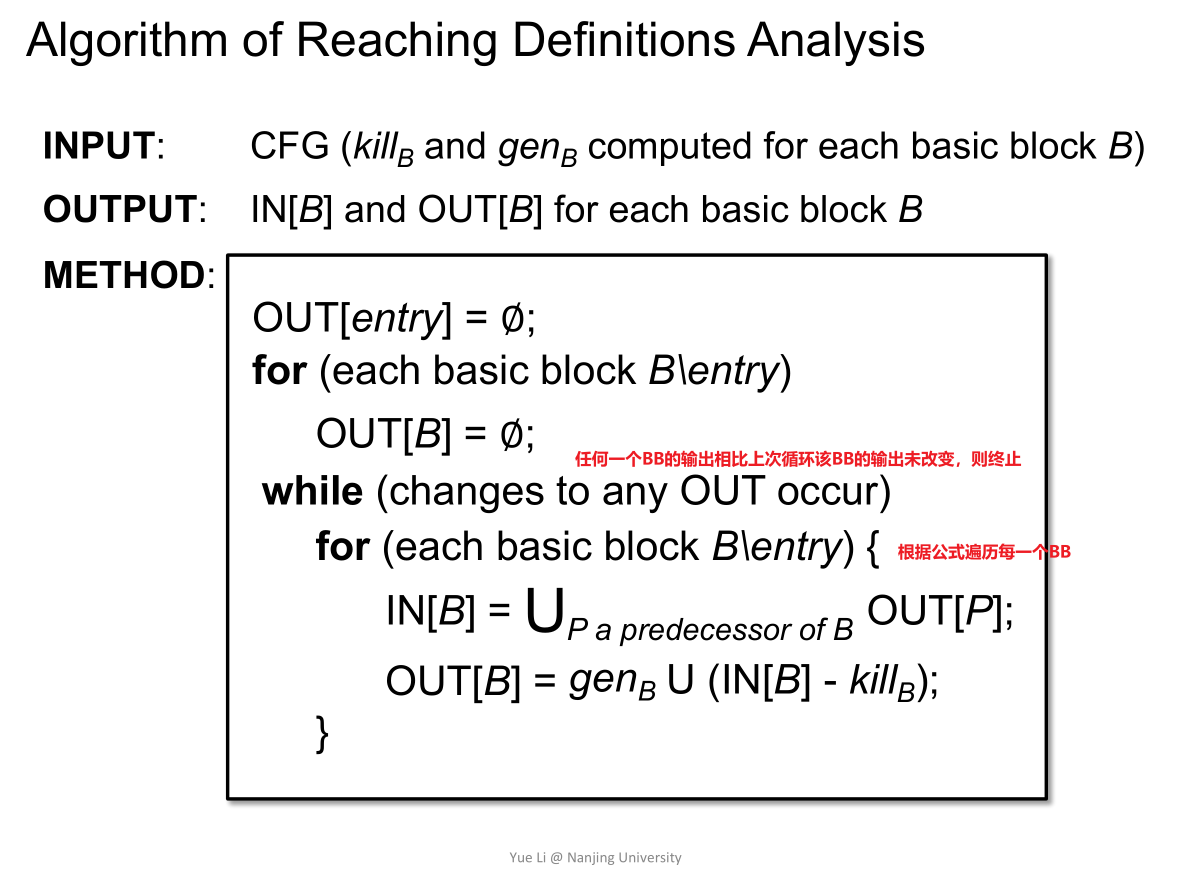 Algorithm of Reaching Definitions Analysis
INPUT: CFG (kill_B and gen_B computed for each basic block B)
OUTPUT: IN[B] and OUT[B] for each basic block B
METHOD:
OUT[entry] = ∅;
for (each basic block B\entry)
OUT[B] = ∅;
任何一个BB的输出相比上次循环该BB的输出未改变，则终止
while (changes to any OUT occur)
for (each basic block B\entry) { 根据公式遍历每一个BB
IN[B] = ⋃_P a predecessor of B OUT[P];
OUT[B] = gen_B U (IN[B] - kill_B);
}
Yue Li @ Nanjing University